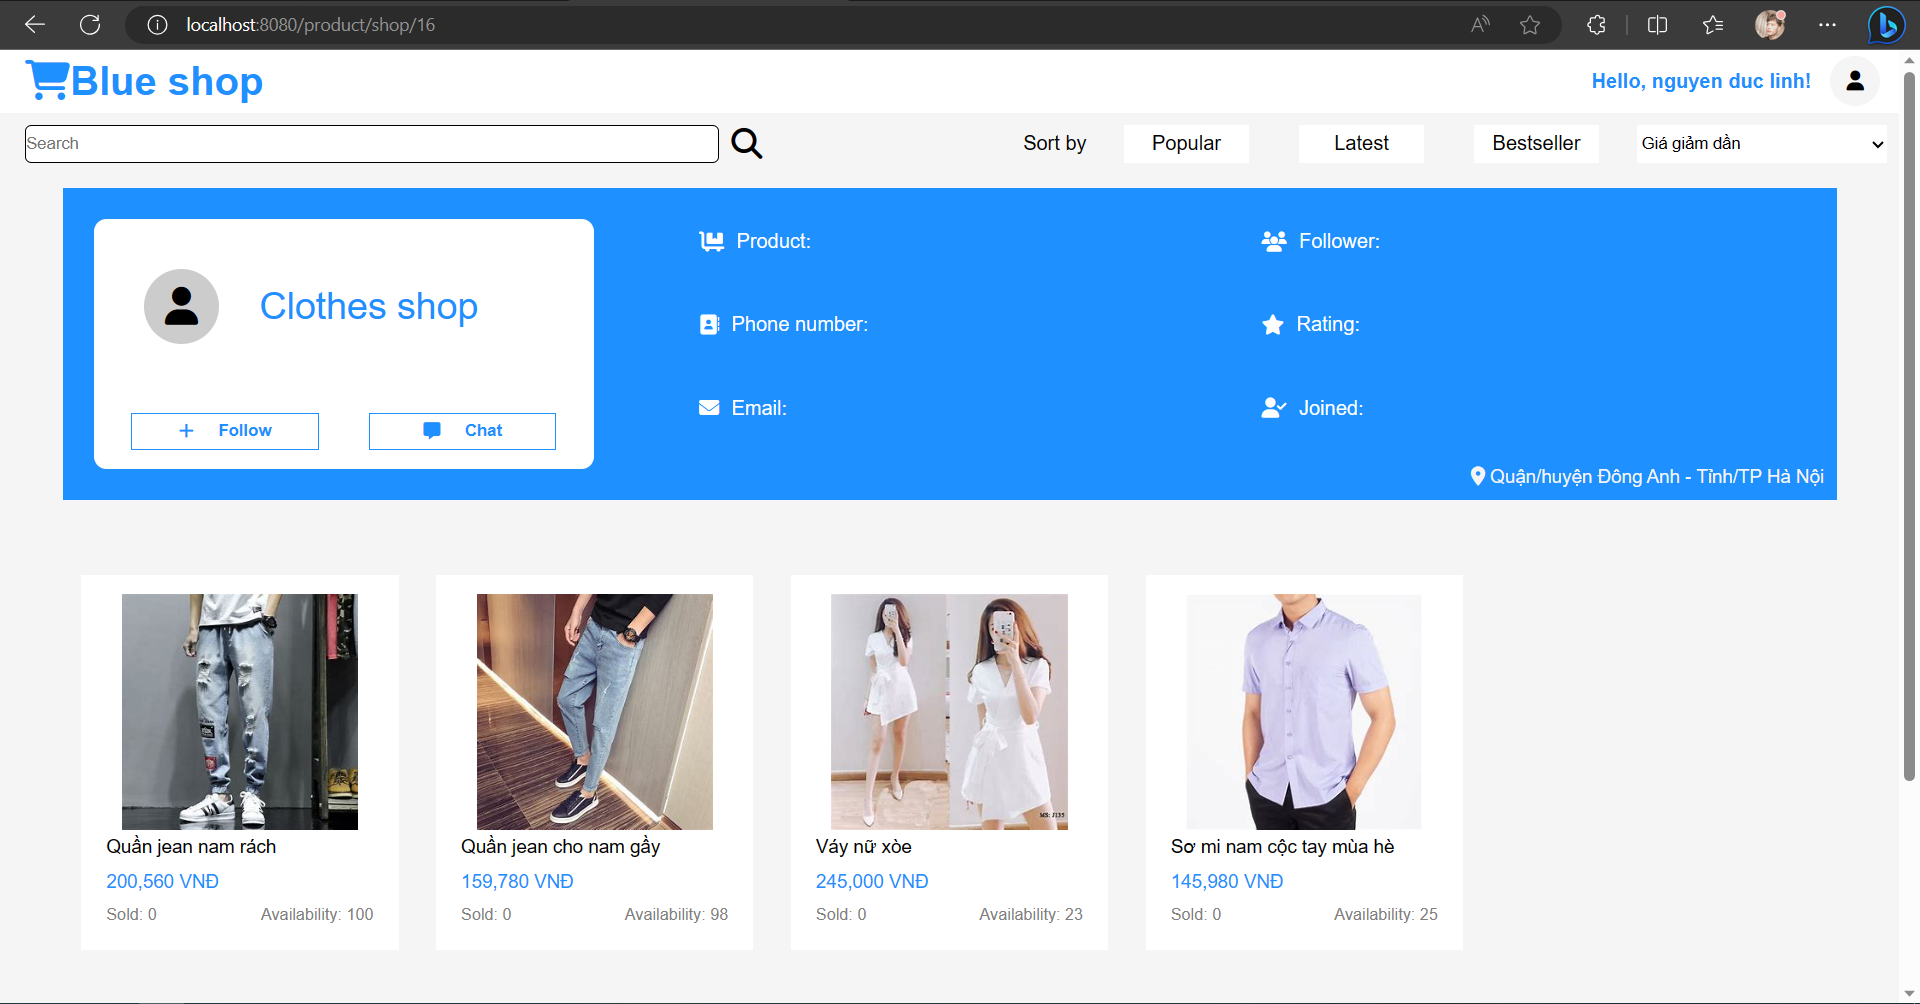 localhost:8080/product/shop/16
Blue shop
Hello, nguyen duc linh!
Search
Sort by
Popular
Latest
Bestseller
Giá giảm dần
Clothes shop
Follow
Chat
Product:
Follower:
Phone number:
Rating:
Email:
Joined:
Quận/huyện Đông Anh - Tỉnh/TP Hà Nội
MS: J135
Quần jean nam rách
200,560 VNĐ
Sold: 0
Availability: 100
Quần jean cho nam gầy
159,780 VNĐ
Sold: 0
Availability: 98
Váy nữ xòe
245,000 VNĐ
Sold: 0
Availability: 23
Sơ mi nam cộc tay mùa hè
145,980 VNĐ
Sold: 0
Availability: 25